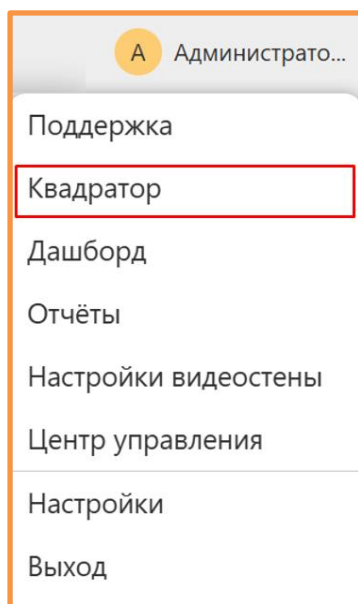 А Администрато...
Поддержка
Квадратор
Дашборд
Отчёты
Настройки видеостены
Центр управления
Настройки
Выход